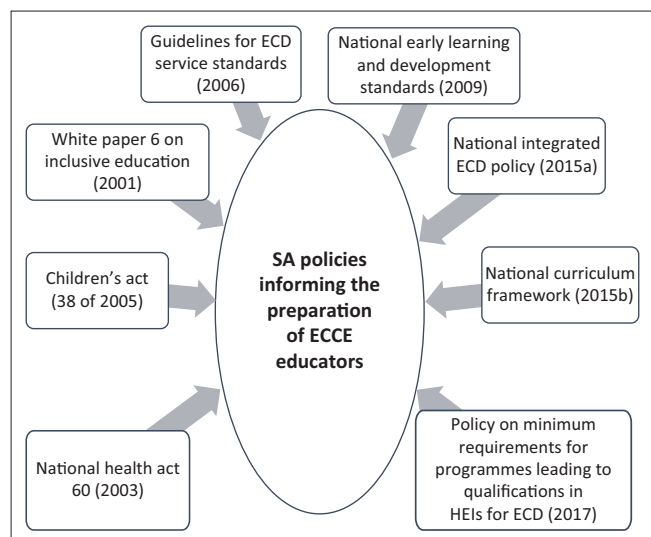 Guidelines for ECD
service standards
(2006)
National early learning
and development
standards (2009)
White paper 6 on
inclusive education
(2001)
National integrated
ECD policy (2015a)
Children's act
(38 of 2005)
SA policies
informing the
preparation
of ECCE
educators
National curriculum
framework (2015b)
National health act
60 (2003)
Policy on minimum
requirements for
programmes leading to
qualifications in
HEIs for ECD (2017)